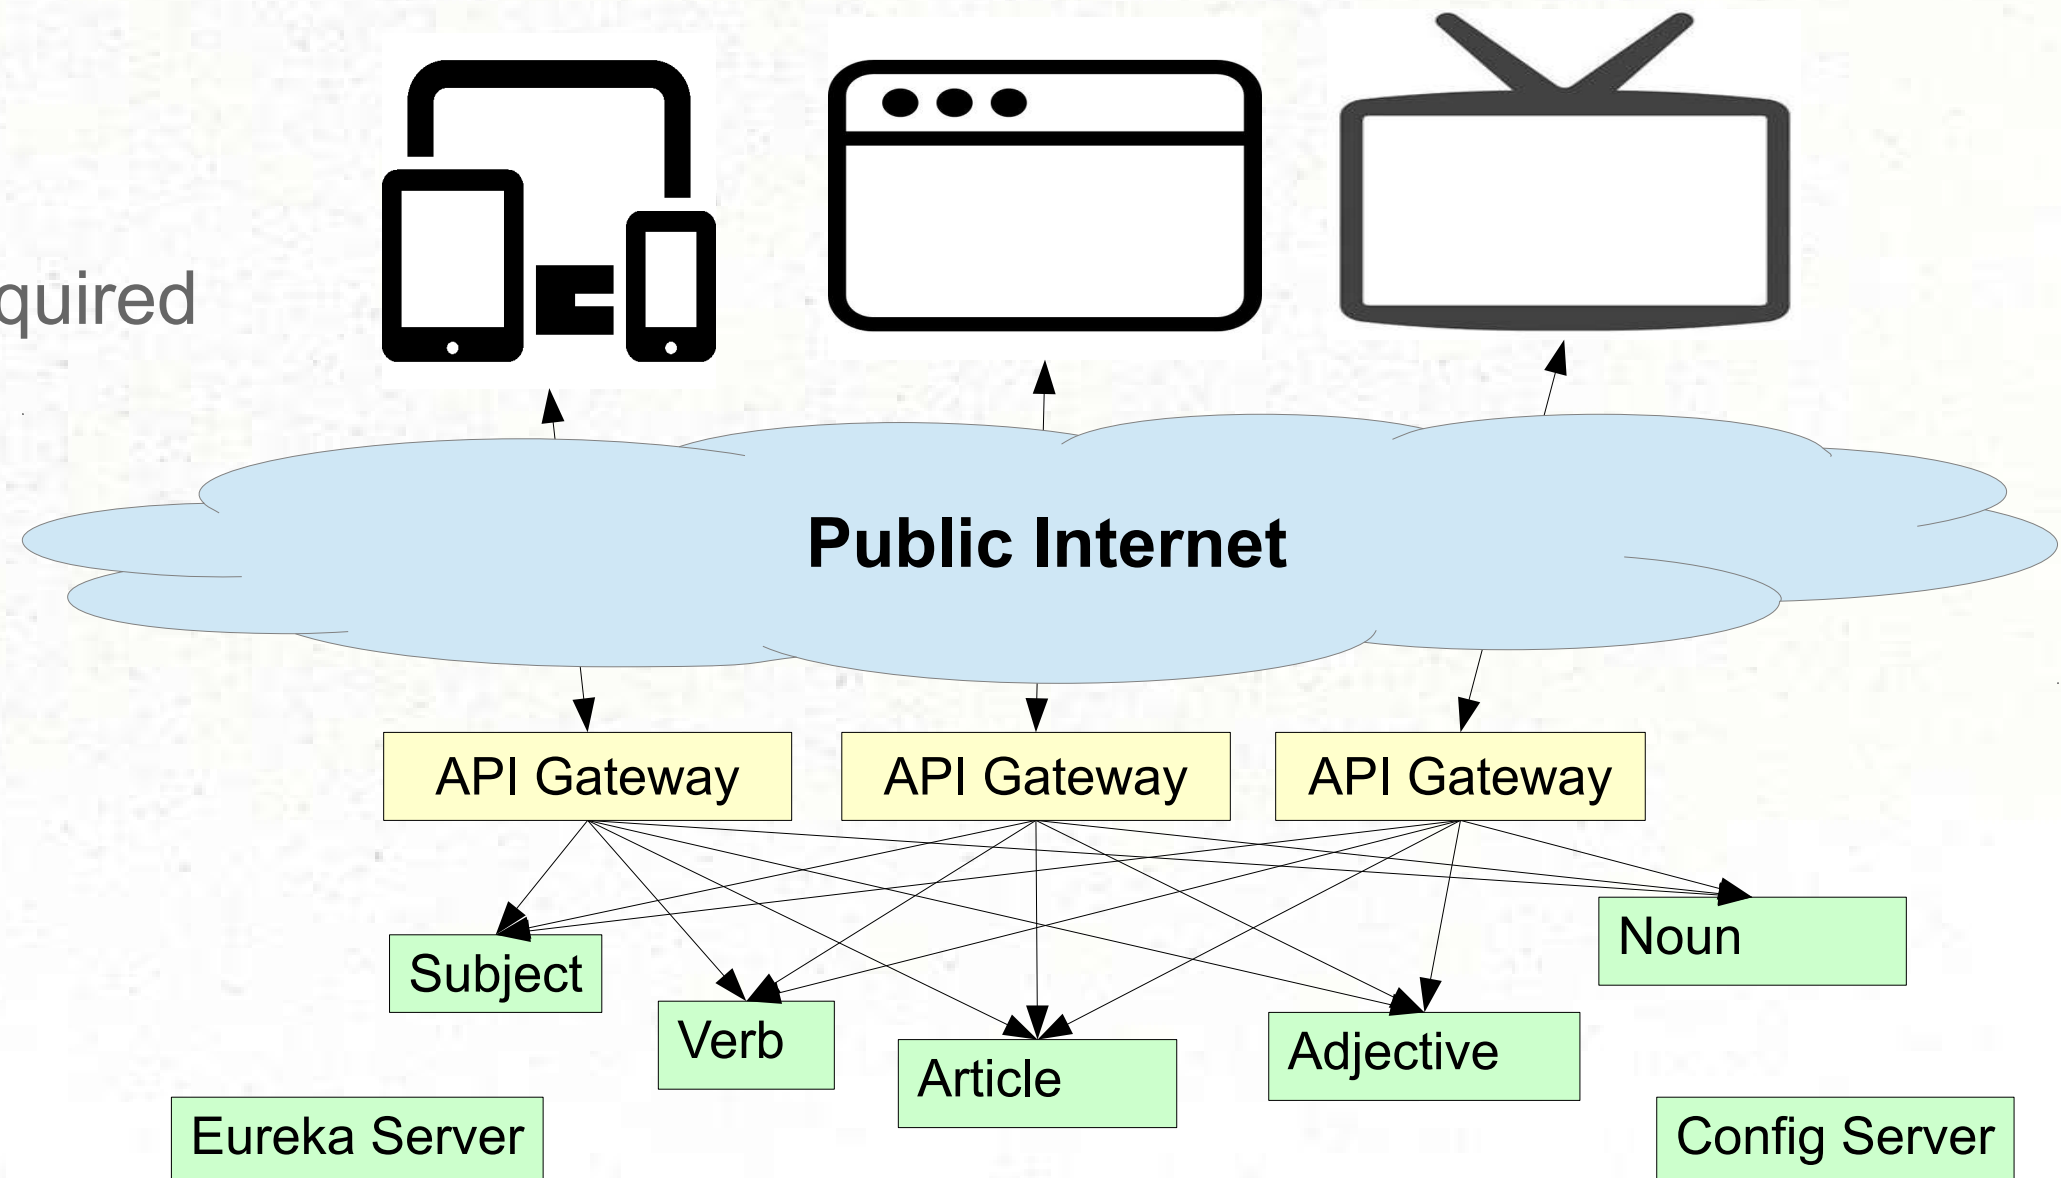 quired
Public Internet
API Gateway
API Gateway
API Gateway
Noun
Subject
Verb
Adjective
Article
Eureka Server
Config Server